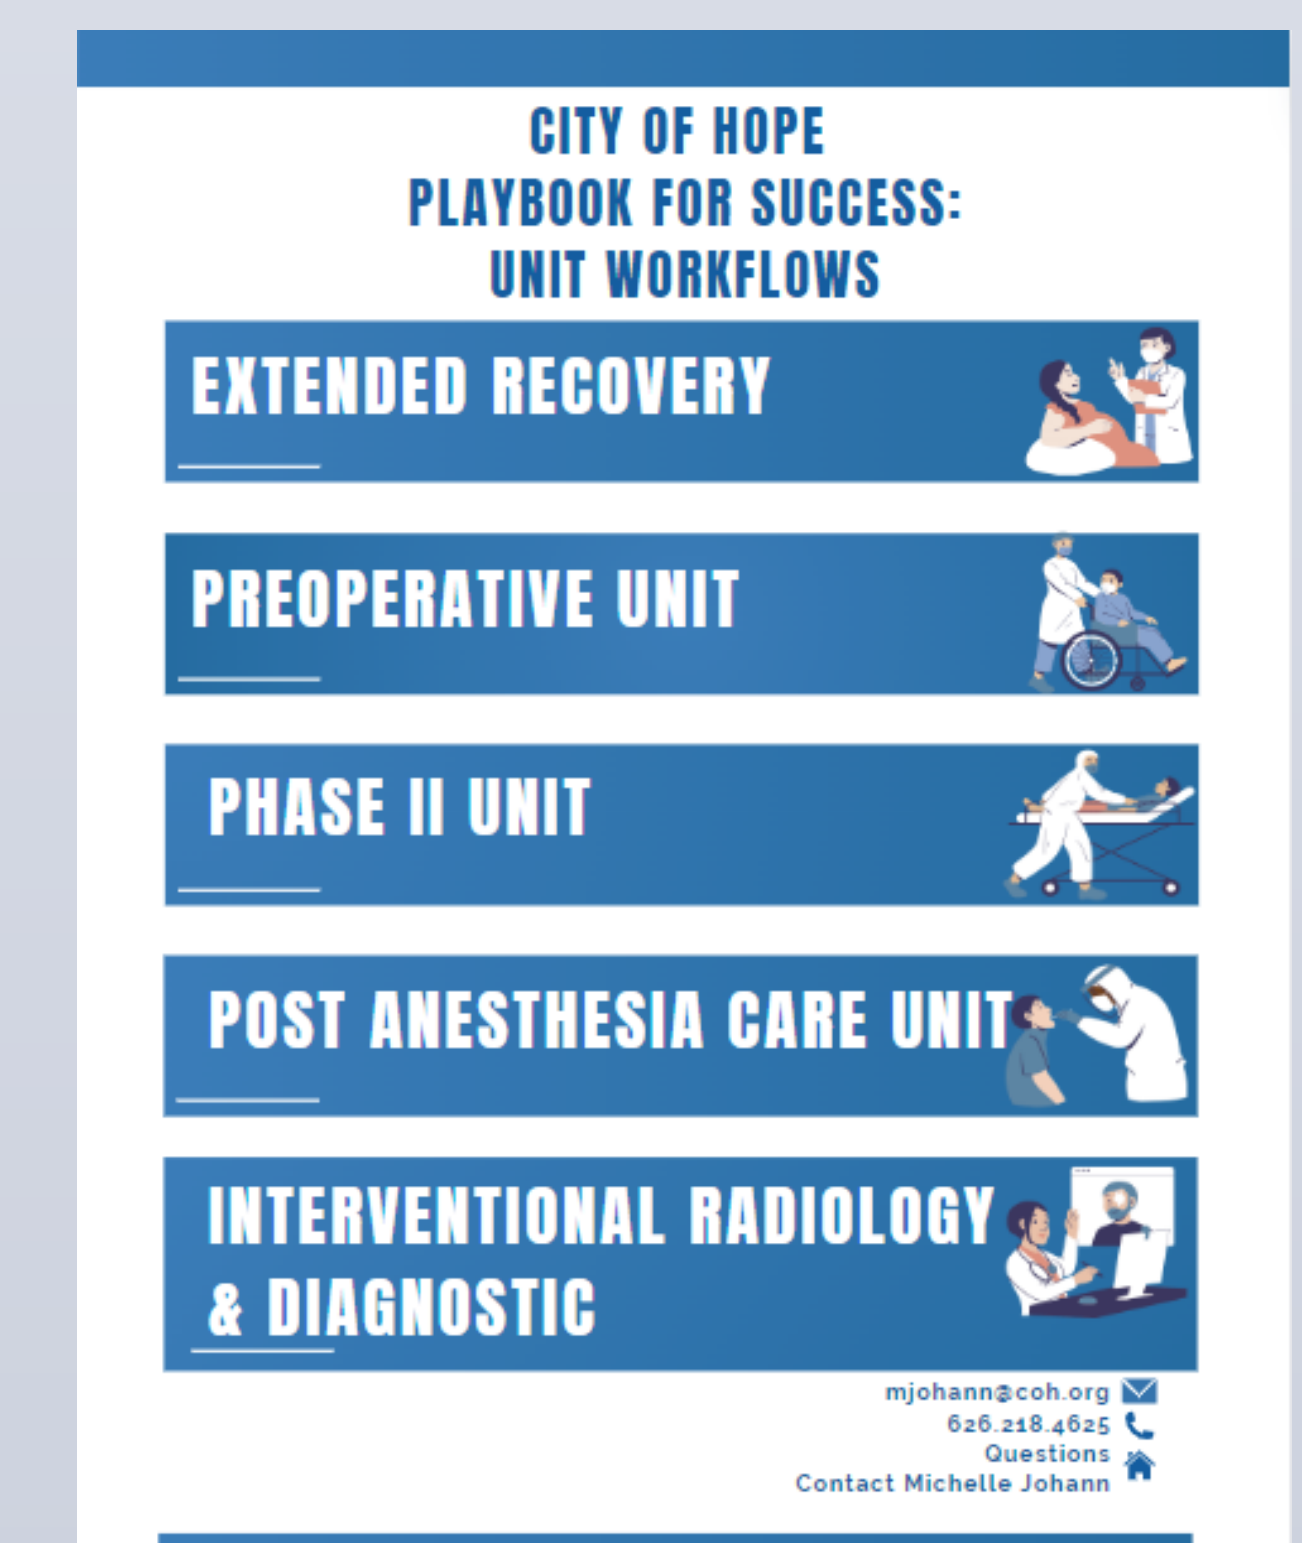 CITY OF HOPE
PLAYBOOK FOR SUCCESS:
UNIT WORKFLOWS
EXTENDED RECOVERY
PREOPERATIVE UNIT
PHASE II UNIT
POST ANESTHESIA CARE UNIT
INTERVENTIONAL RADIOLOGY
& DIAGNOSTIC
mjohann@coh.org
626.218.4625
Questions
Contact Michelle Johann